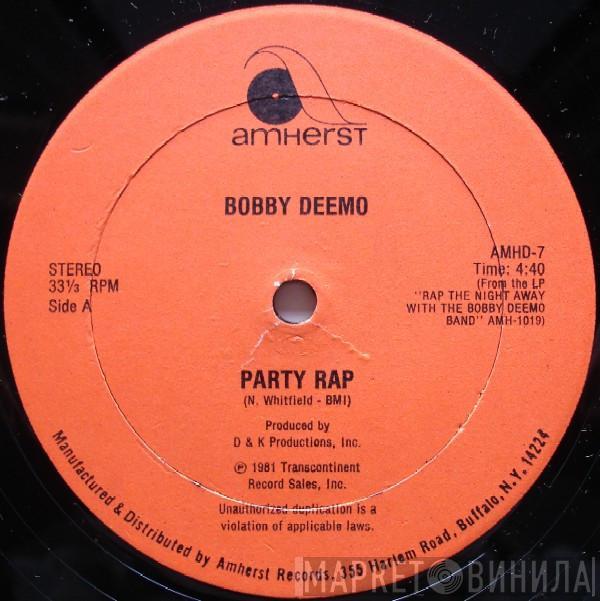 amherst
BOBBY DEEMO
STEREO
33⅓ RPM
Side A
AMHD-7
Time: 4:40
(From the LP
"RAP THE NIGHT AWAY
WITH THE BOBBY DEEMO
BAND" AMH-1019)
PARTY RAP
(N. Whitfield - BMI)
Produced by
D & K Productions, Inc.
℗ 1981 Transcontinent
Record Sales, Inc.
Unauthorized duplication is a
violation of applicable laws.
Manufactured & Distributed by Amherst Records, 355 Harlem Road, Buffalo, N.Y. 14224
МАРКЕТ ВИНИЛА